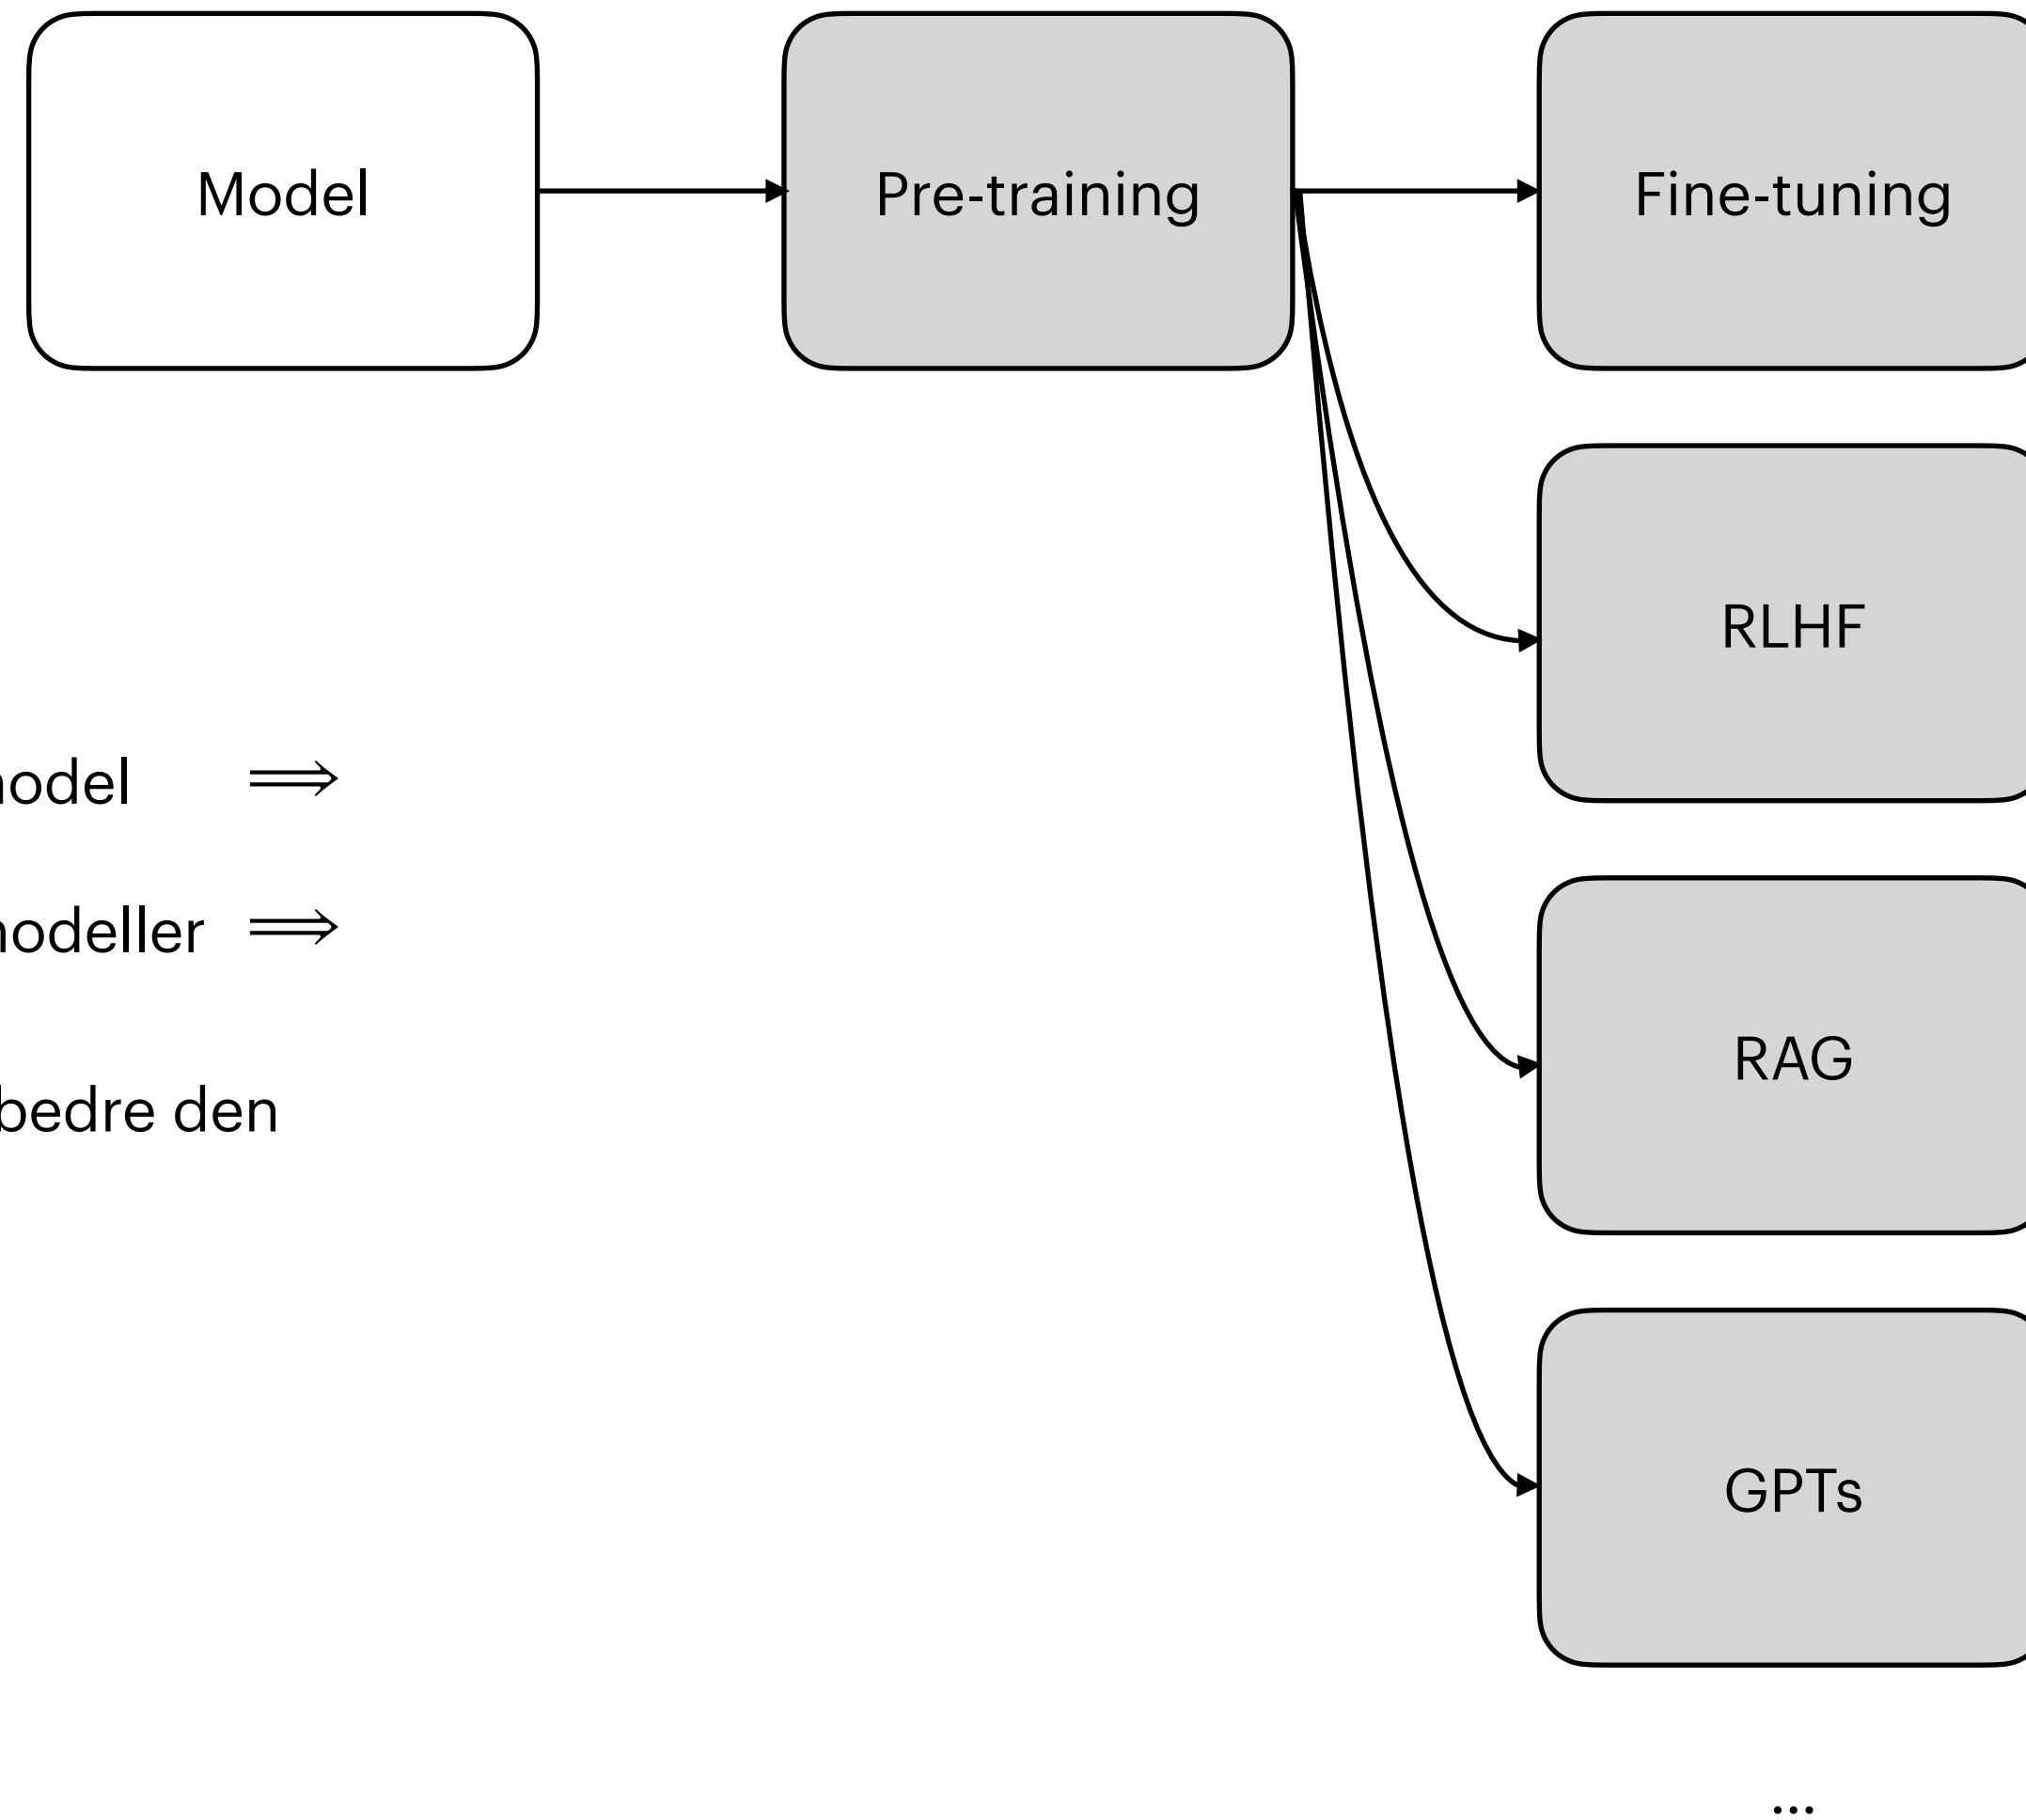 Model
Pre-training
Fine-tuning
RLHF
odel ⟹
odeller ⟹
RAG
bedre den
GPTs
...